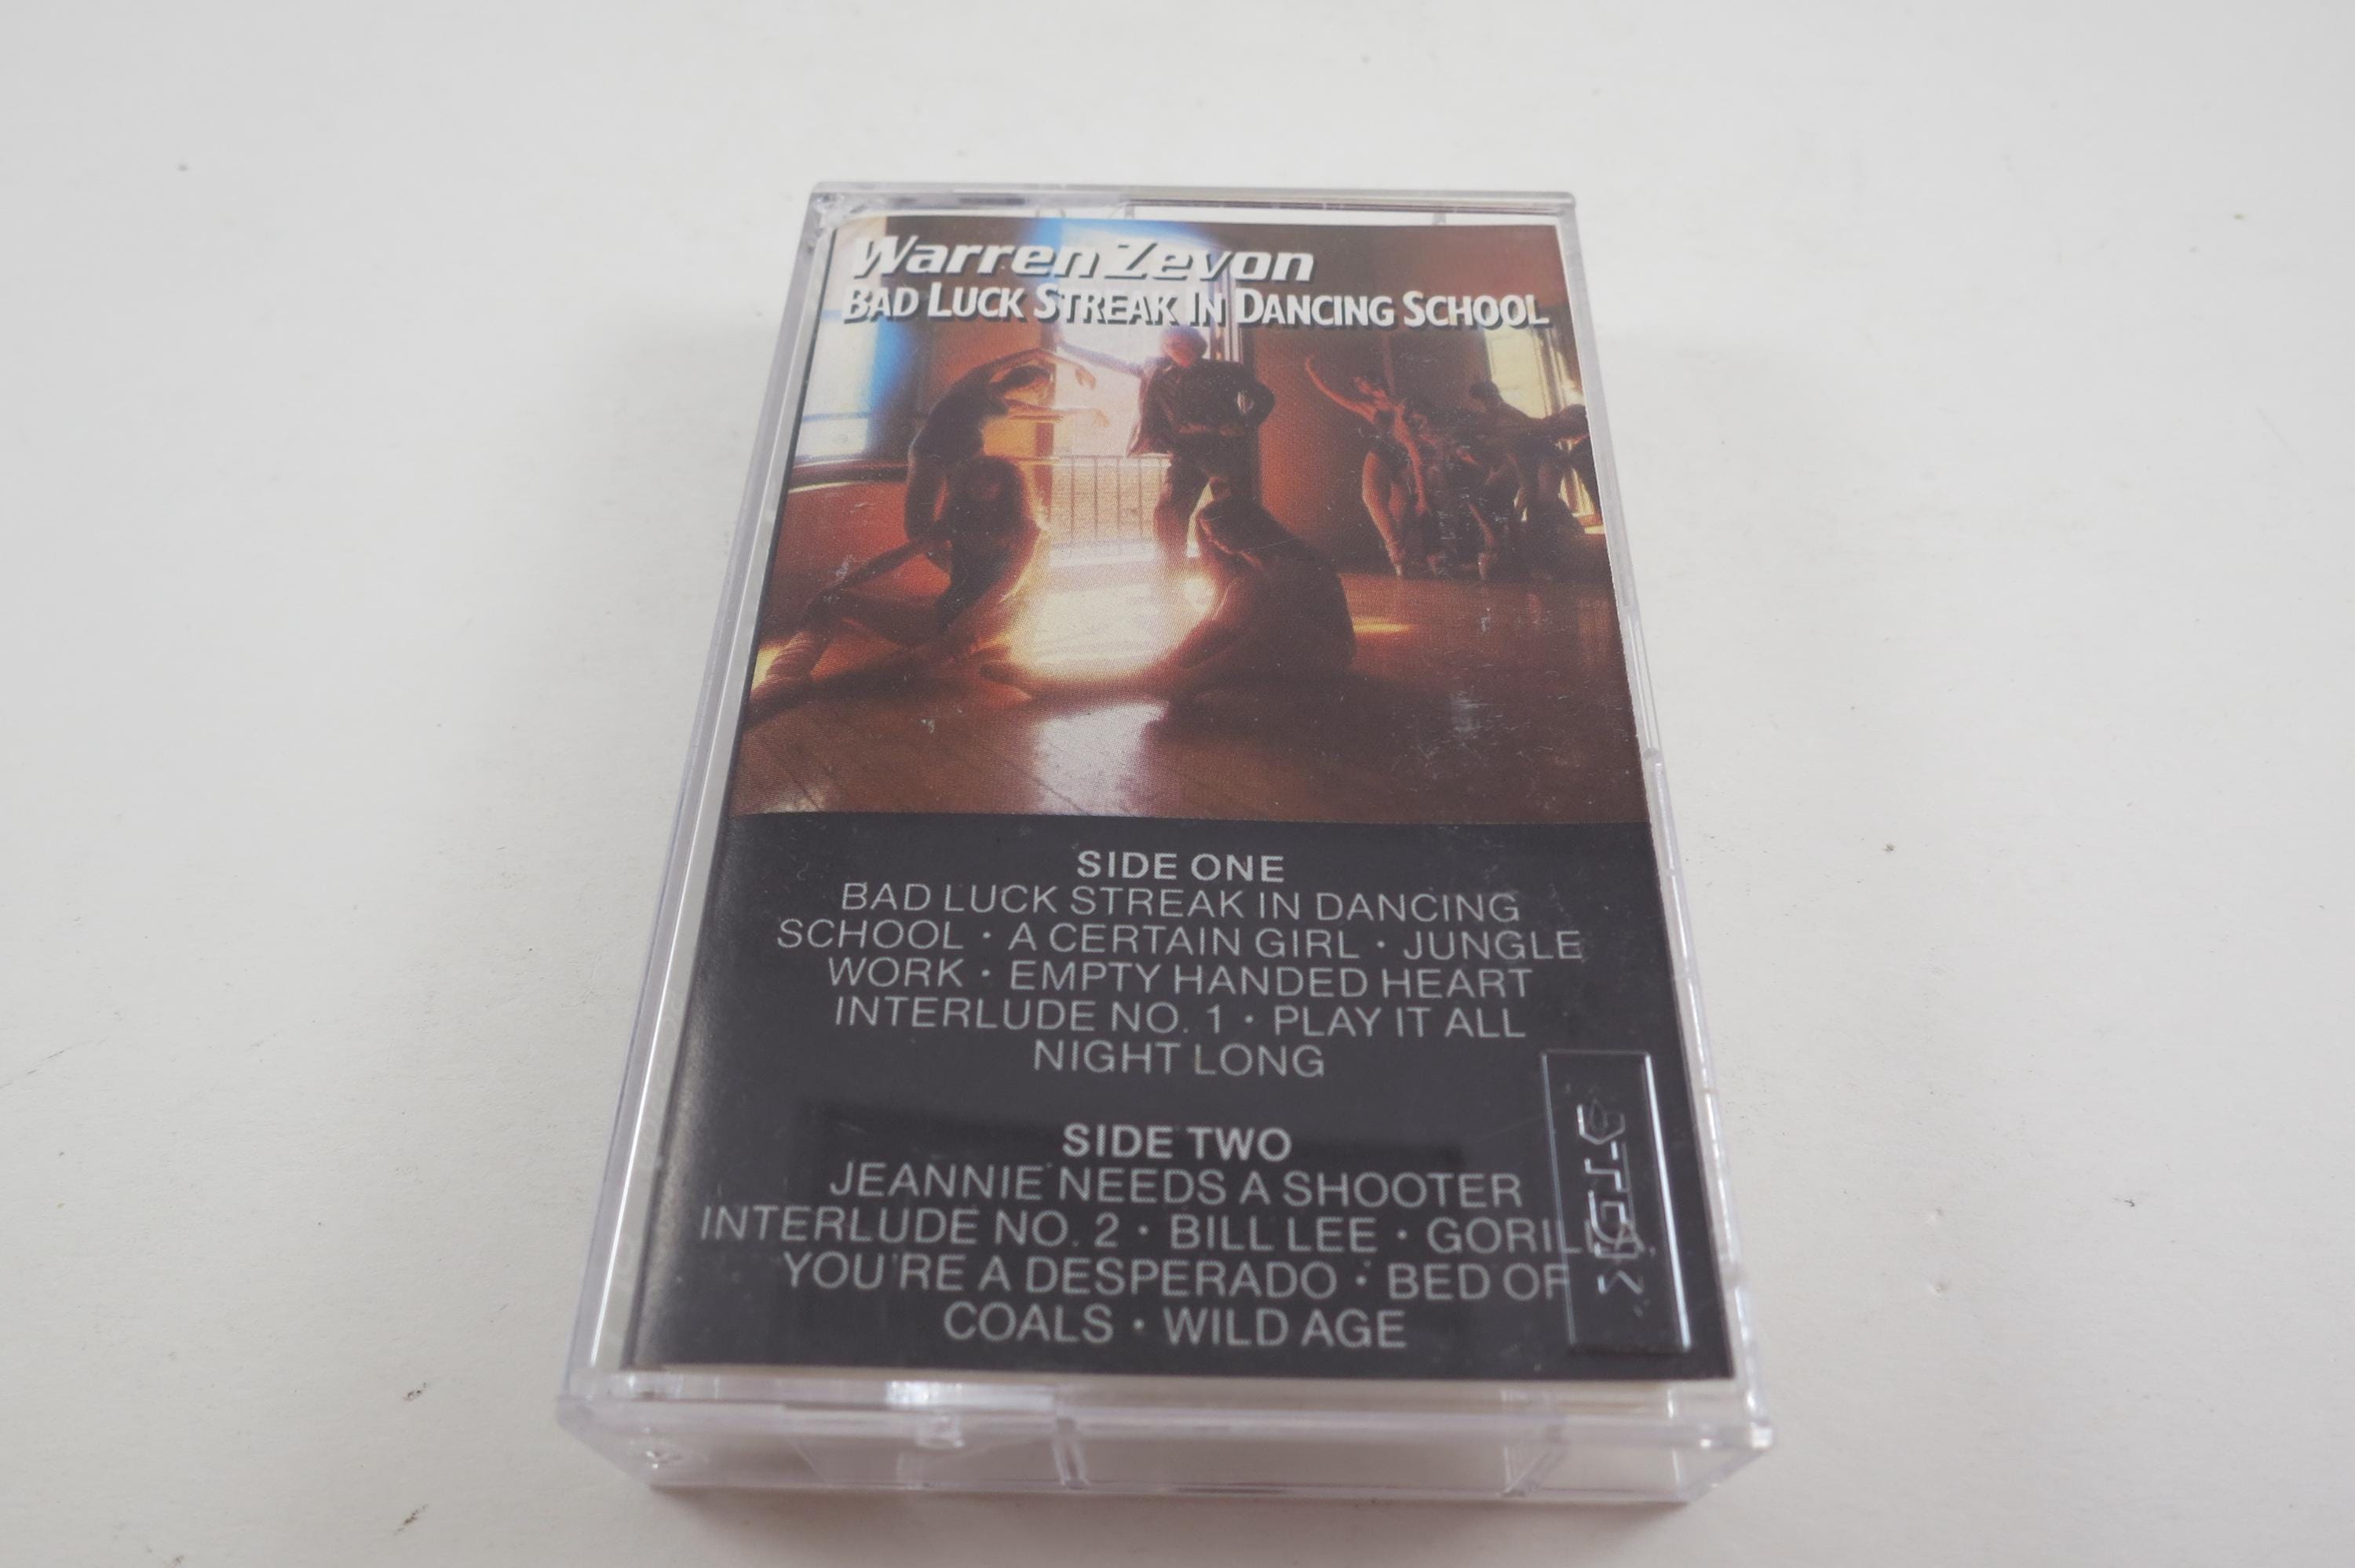 Warren Zevon
BAD LUCK STREAK IN DANCING SCHOOL
SIDE ONE
BAD LUCK STREAK IN DANCING
SCHOOL • A CERTAIN GIRL • JUNGLE
WORK • EMPTY HANDED HEART
INTERLUDE NO. 1 • PLAY IT ALL
NIGHT LONG
SIDE TWO
JEANNIE NEEDS A SHOOTER
INTERLUDE NO. 2 • BILL LEE • GORILLA,
YOU'RE A DESPERADO • BED OF
COALS • WILD AGE